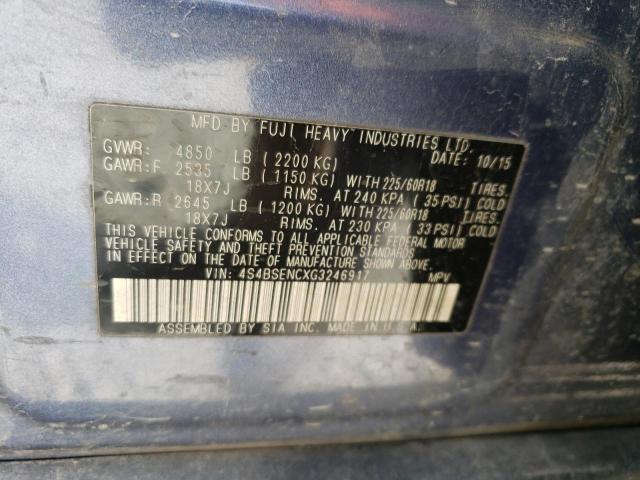 MFD BY FUJI HEAVY INDUSTRIES LTD.
GVWR: 4850 LB (2200 KG) DATE: 10/15
GAWR:F 2535 LB (1150 KG) WITH 225/60R18 TIRES.
18X7J RIMS. AT 240 KPA (35 PSI) COLD
GAWR:R 2645 LB (1200 KG) WITH 225/60R18 TIRES.
18X7J RIMS. AT 230 KPA (33 PSI) COLD
THIS VEHICLE CONFORMS TO ALL APPLICABLE FEDERAL MOTOR
VEHICLE SAFETY AND THEFT PREVENTION STANDARDS
IN EFFECT ON THE DATE OF MANUFACTURE SHOWN ABOVE.
VIN: 4S4BSENCXG3246917 MPV
ASSEMBLED BY SIA INC. MADE IN U.S.A.